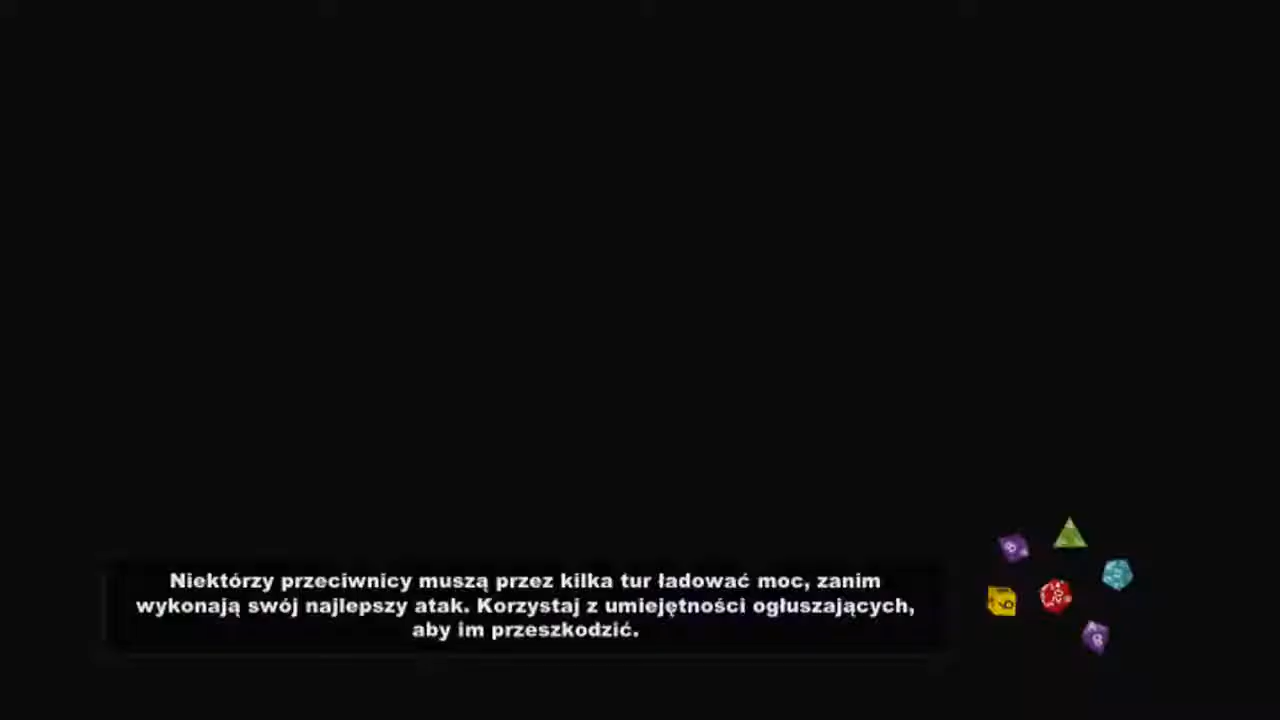 Niektórzy przeciwnicy muszą przez kilka tur ładować moc, zanim
wykonają swój najlepszy atak. Korzystaj z umiejętności ogłuszających,
aby im przeszkodzić.